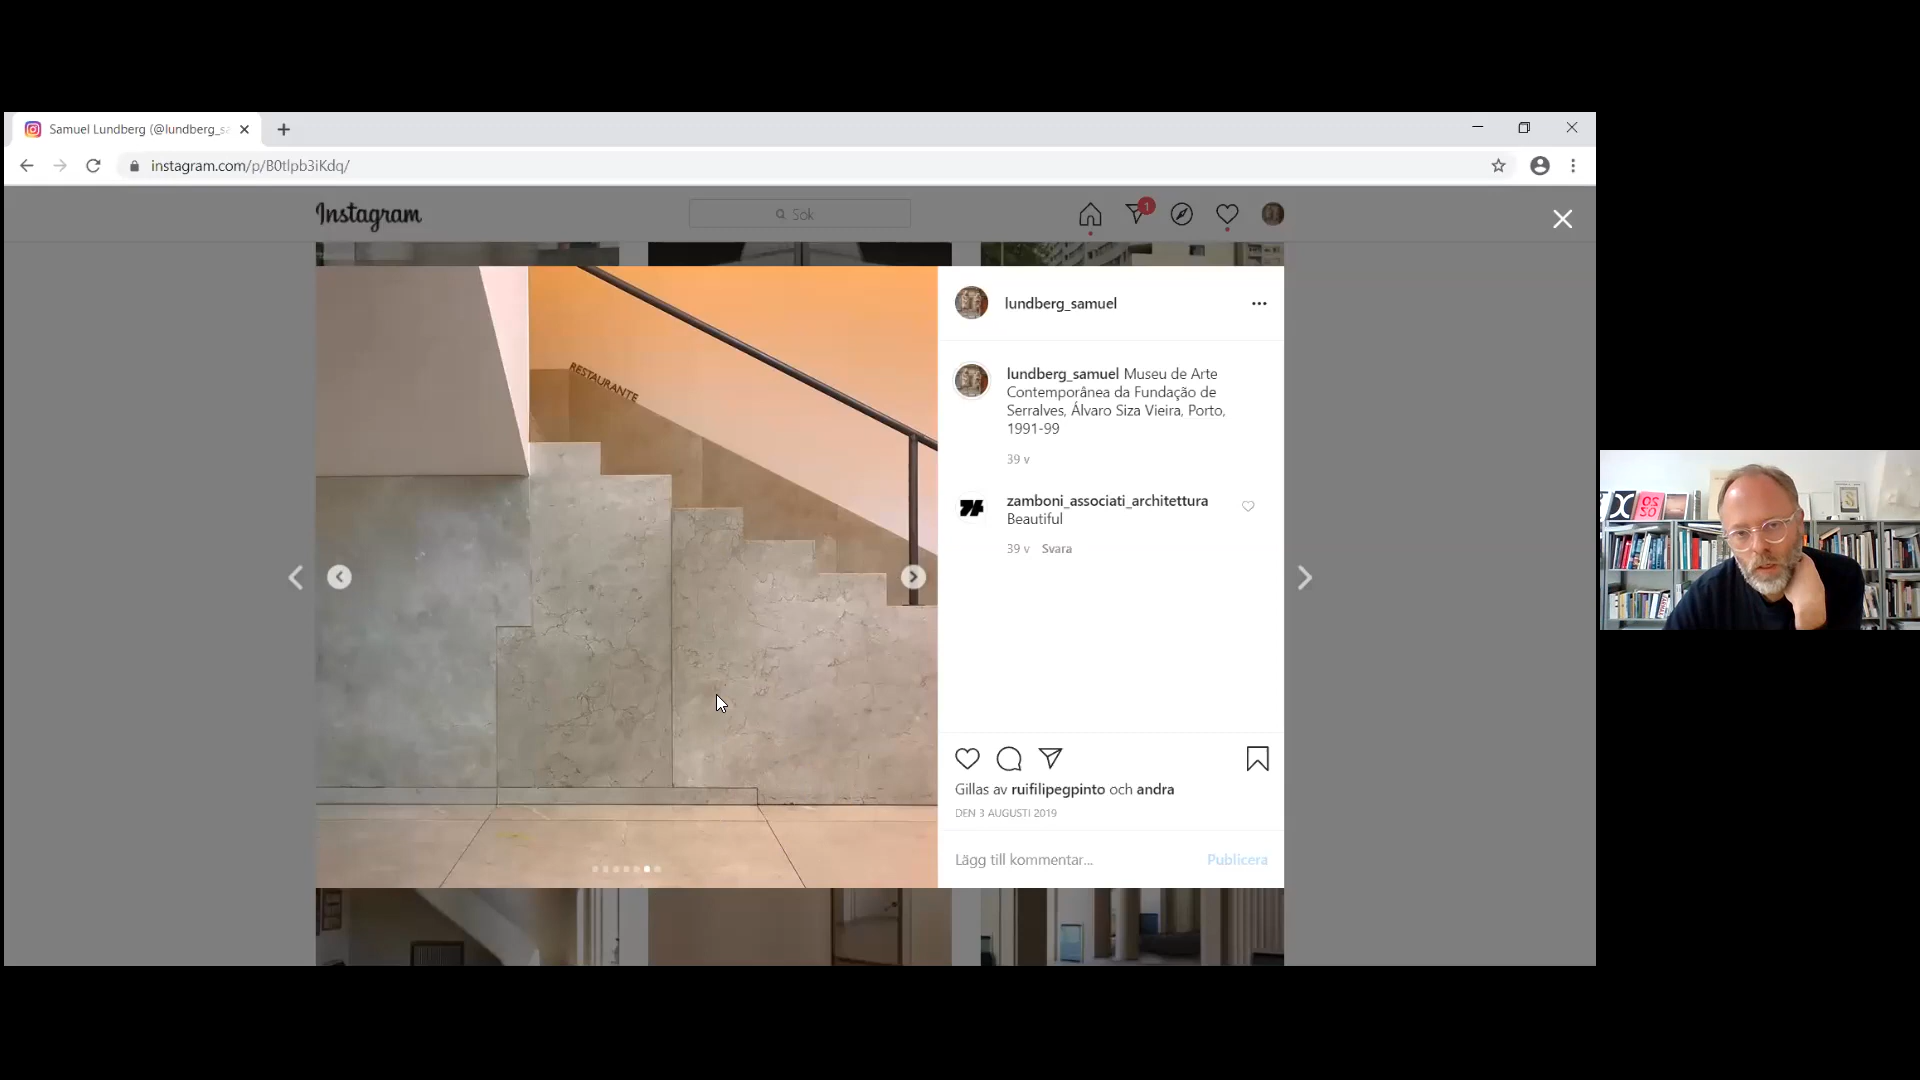 Samuel Lundberg (@lundberg_sa
instagram.com/p/B0tlpb3iKdq/
Instagram
Sök
1
RESTAURANTE
lundberg_samuel
lundberg_samuel Museu de Arte
Contemporânea da Fundação de
Serralves, Álvaro Siza Vieira, Porto,
1991-99
39 v
zamboni_associati_architettura
Beautiful
39 v Svara
Gillas av ruifilipegpinto och andra
DEN 3 AUGUSTI 2019
Lägg till kommentar...
Publicera